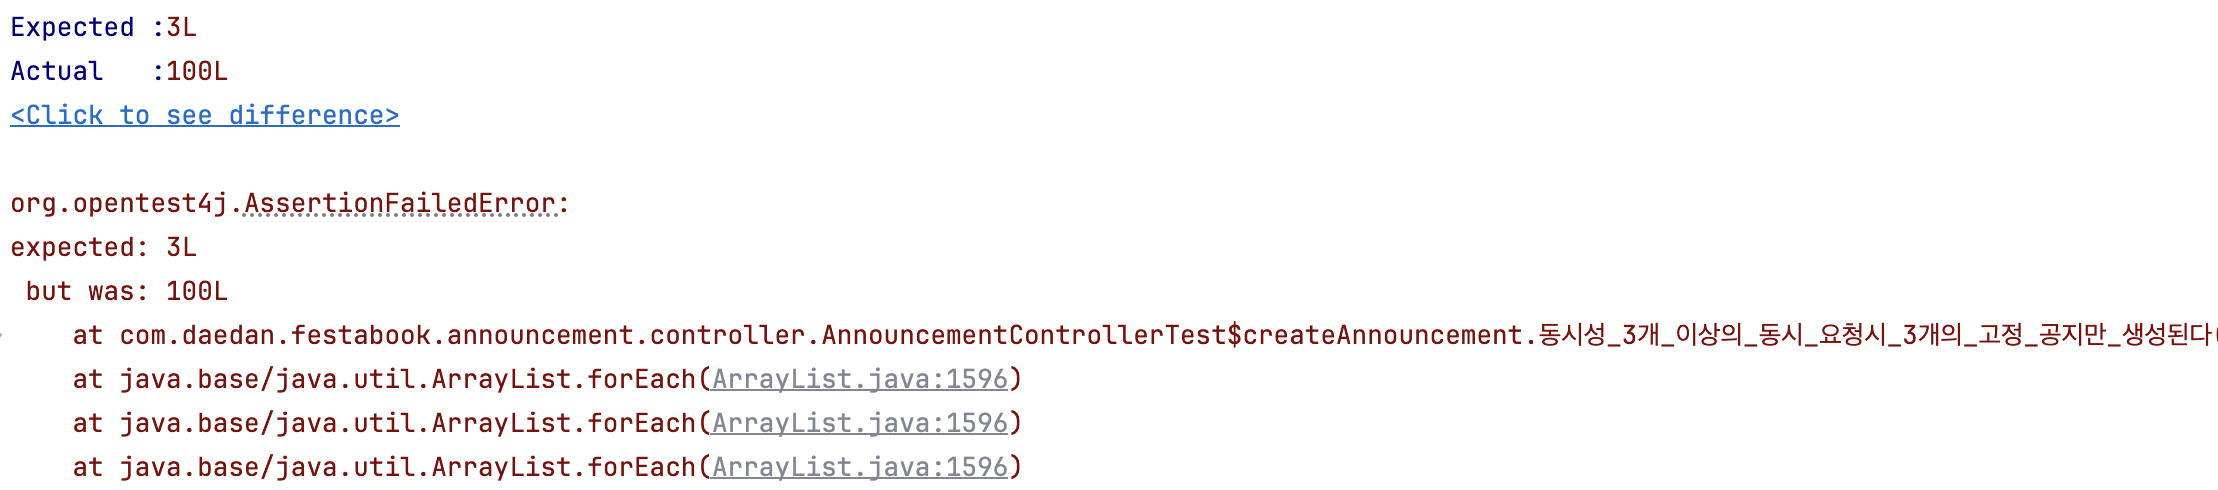 Expected :3L
Actual   :100L
<Click to see difference>
org.opentest4j.AssertionFailedError:
expected: 3L
 but was: 100L
    at com.daedan.festabook.announcement.controller.AnnouncementControllerTest$createAnnouncement.동시성_3개_이상의_동시_요청시_3개의_고정_공지만_생성된다(
    at java.base/java.util.ArrayList.forEach(ArrayList.java:1596)
    at java.base/java.util.ArrayList.forEach(ArrayList.java:1596)
    at java.base/java.util.ArrayList.forEach(ArrayList.java:1596)